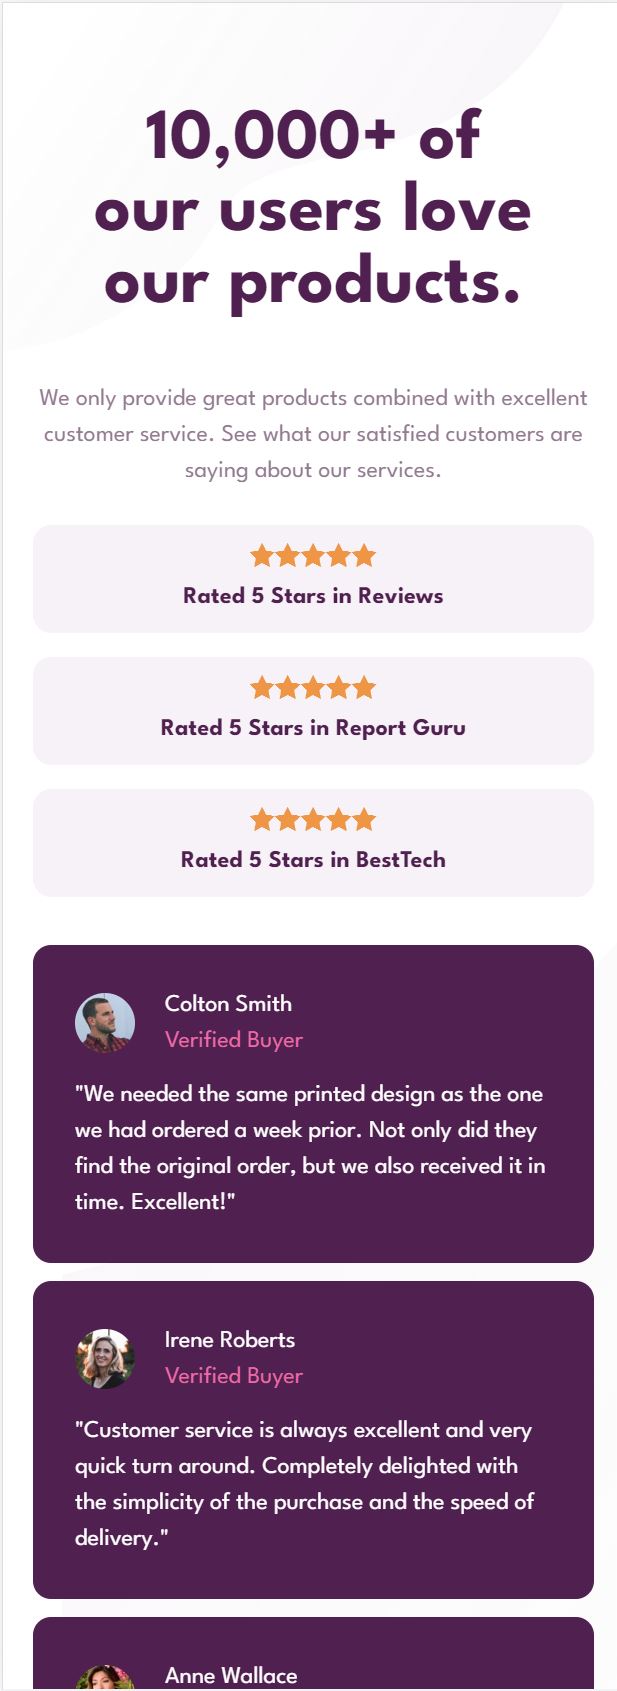 10,000+ of
our users love
our products.
We only provide great products combined with excellent
customer service. See what our satisfied customers are
saying about our services.
Rated 5 Stars in Reviews
Rated 5 Stars in Report Guru
Rated 5 Stars in BestTech
Colton Smith
Verified Buyer
"We needed the same printed design as the one
we had ordered a week prior. Not only did they
find the original order, but we also received it in
time. Excellent!"
Irene Roberts
Verified Buyer
"Customer service is always excellent and very
quick turn around. Completely delighted with
the simplicity of the purchase and the speed of
delivery."
Anne Wallace